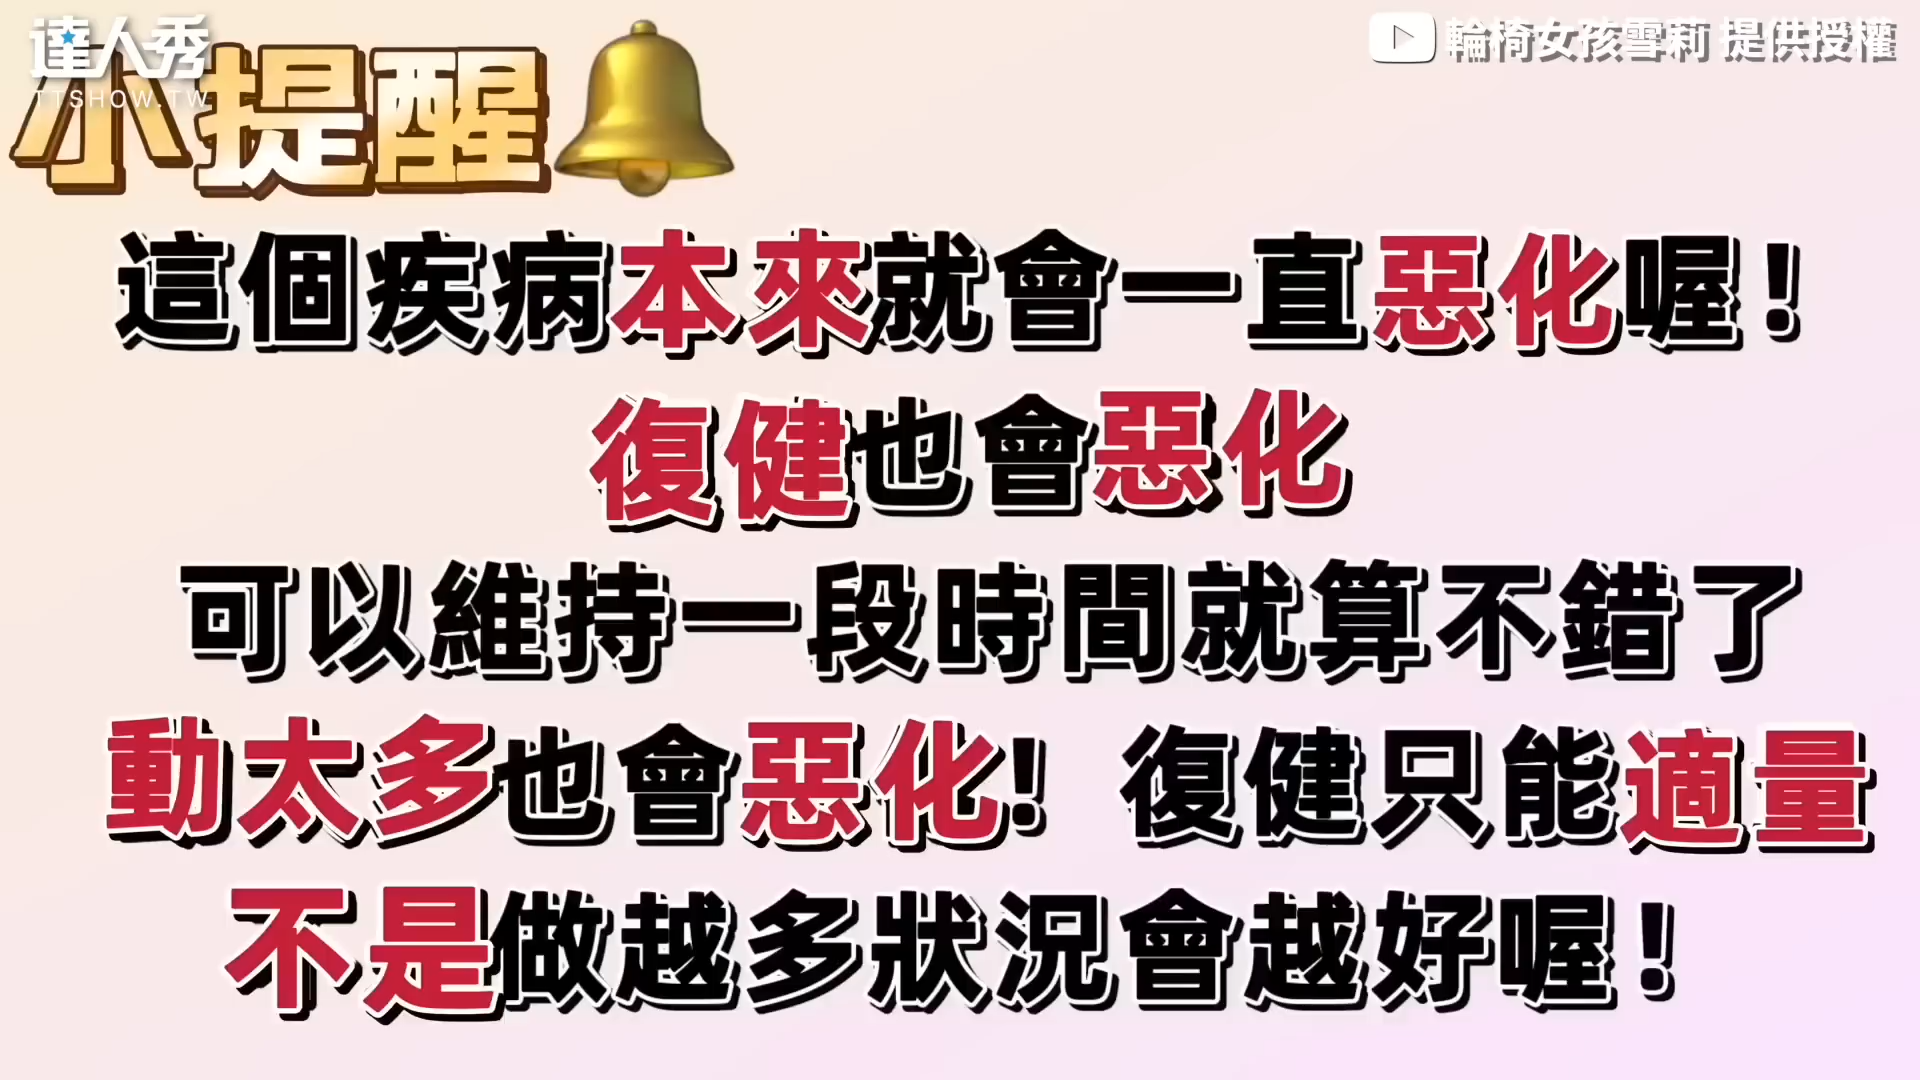 達人秀
TTSHOW.TW
輪椅女孩雪莉 提供授權
小提醒
這個疾病本來就會一直惡化喔！
復健也會惡化
可以維持一段時間就算不錯了
動太多也會惡化！復健只能適量
不是做越多狀況會越好喔！